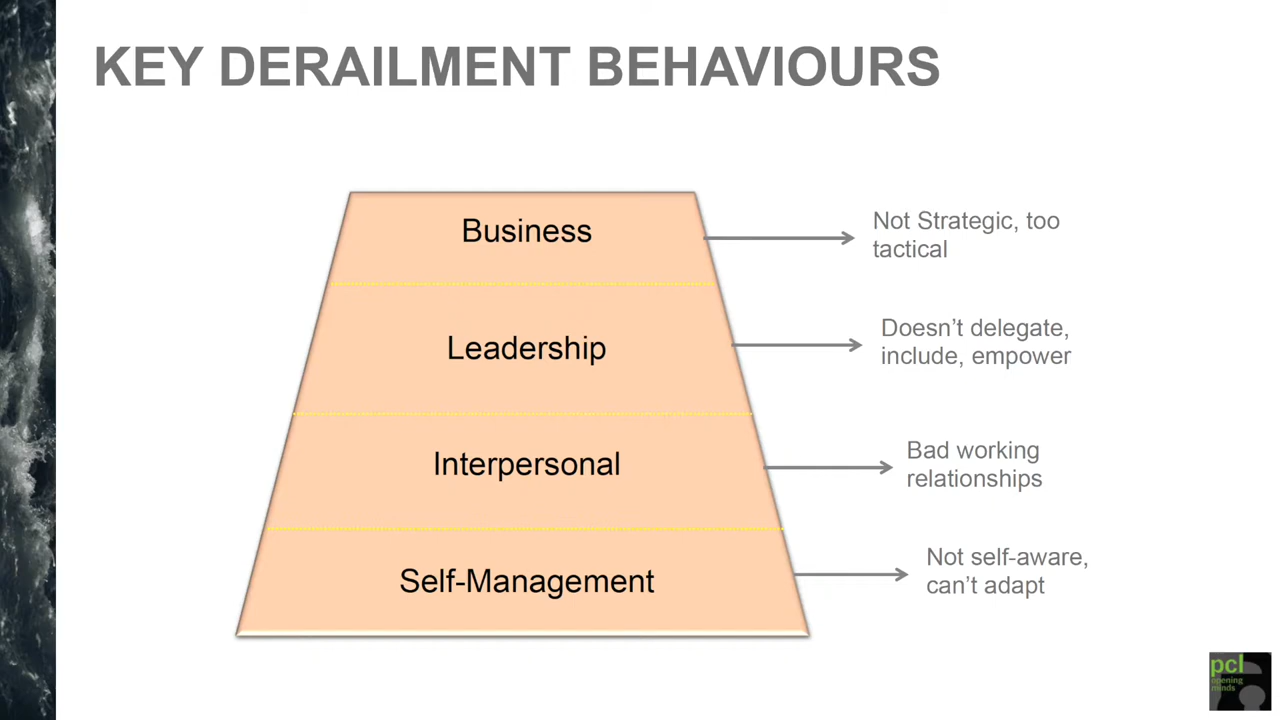 KEY DERAILMENT BEHAVIOURS
Business
Not Strategic, too
tactical
Leadership
Doesn’t delegate,
include, empower
Interpersonal
Bad working
relationships
Self-Management
Not self-aware,
can’t adapt
pcl
opening
minds